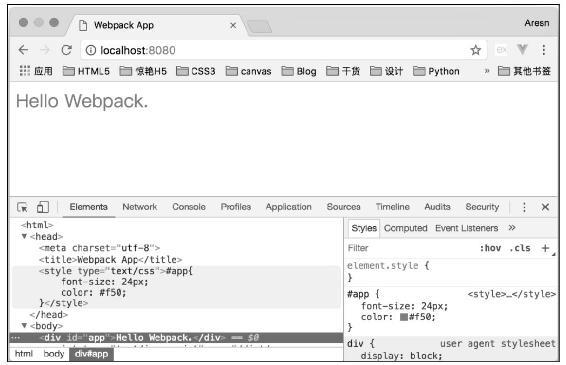 Webpack App
Aresn
localhost:8080
应用 HTML5 惊艳H5 CSS3 canvas Blog 干货 设计 Python » 其他书签
Hello Webpack.
Elements Network Console Profiles Application Sources Timeline Audits Security
<html>
<head>
<meta charset="utf-8">
<title>Webpack App</title>
<style type="text/css">#app{
font-size: 24px;
color: #f50;
}</style>
</head>
<body>
<div id="app">Hello Webpack.</div> == $0
html body div#app
Styles Computed Event Listeners »
Filter :hov .cls +
element.style {
}
#app { <style>…</style>
font-size: 24px;
color: #f50;
}
div { user agent stylesheet
display: block;